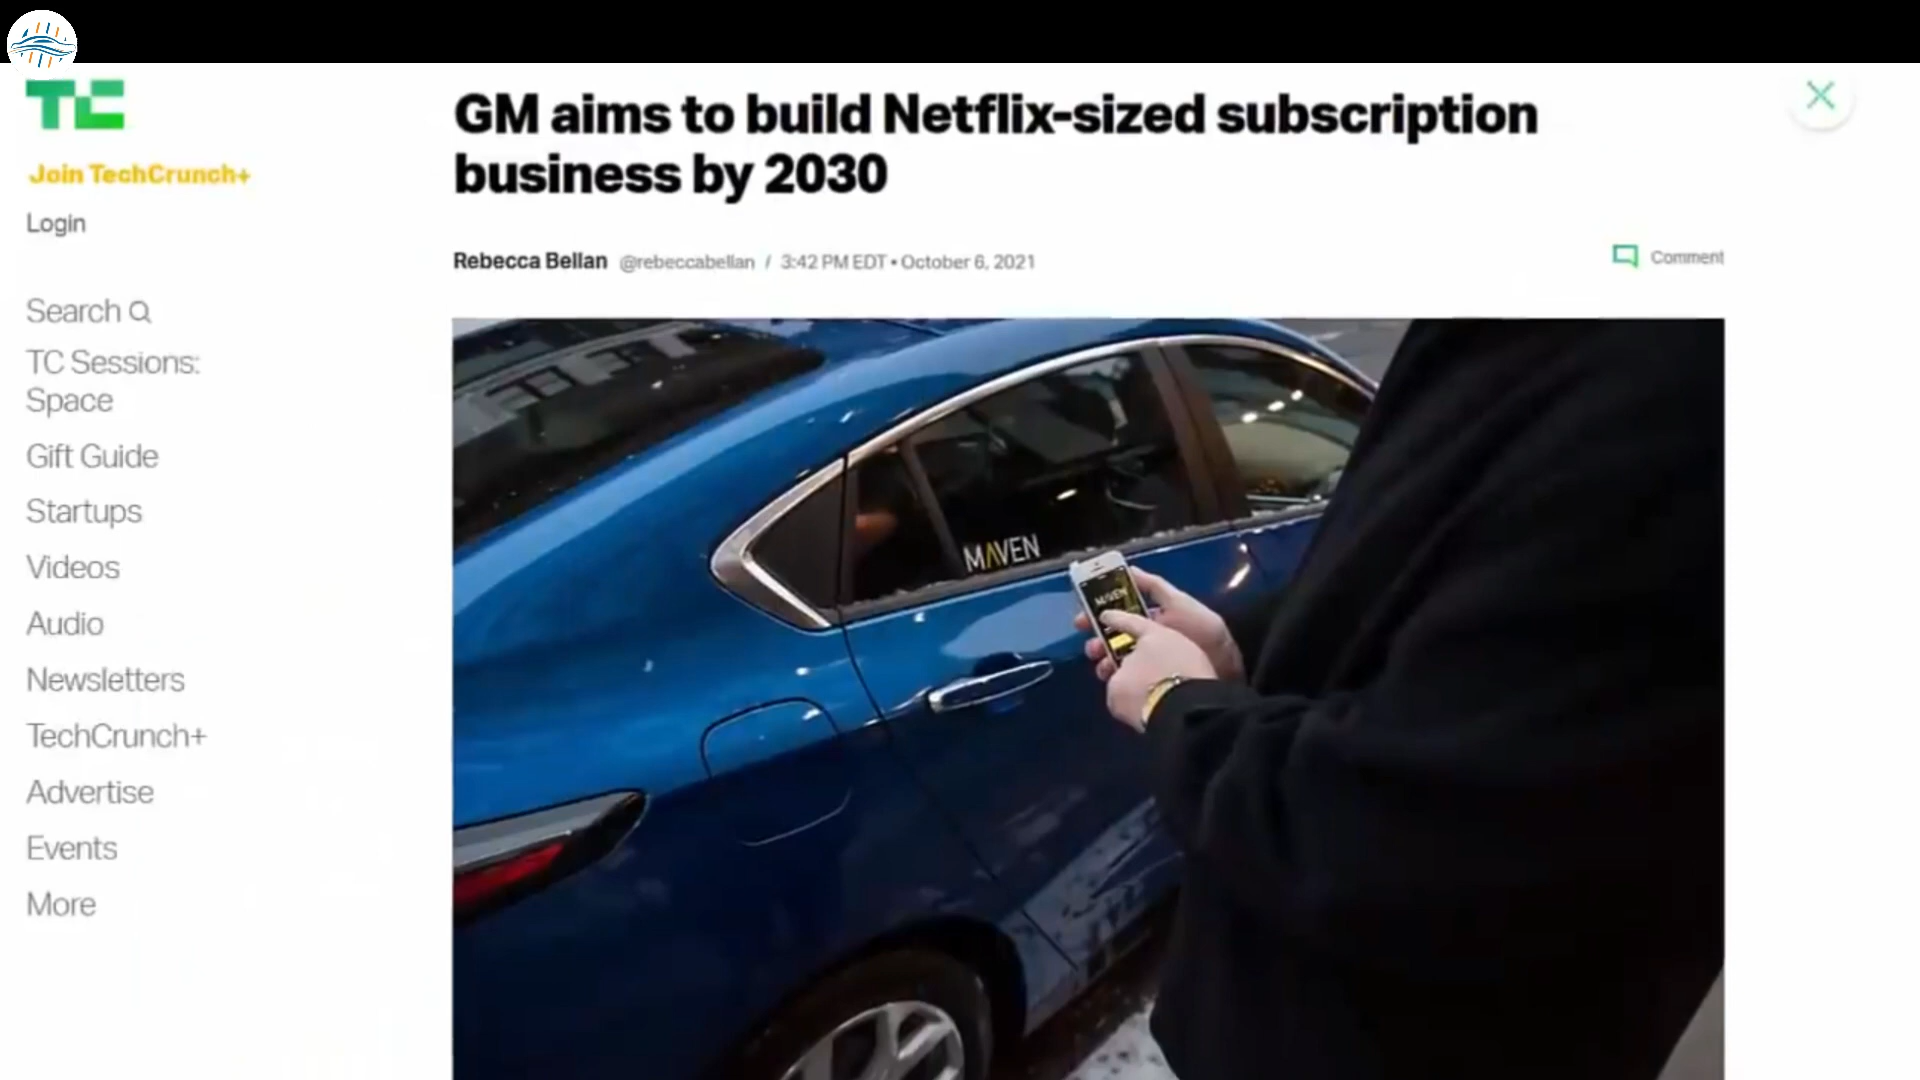 TC
Join TechCrunch+
Login
Search
TC Sessions:
Space
Gift Guide
Startups
Videos
Audio
Newsletters
TechCrunch+
Advertise
Events
More
GM aims to build Netflix-sized subscription
business by 2030
Rebecca Bellan @rebeccabellan / 3:42 PM EDT • October 6, 2021
Comment
MAVEN
MAVEN